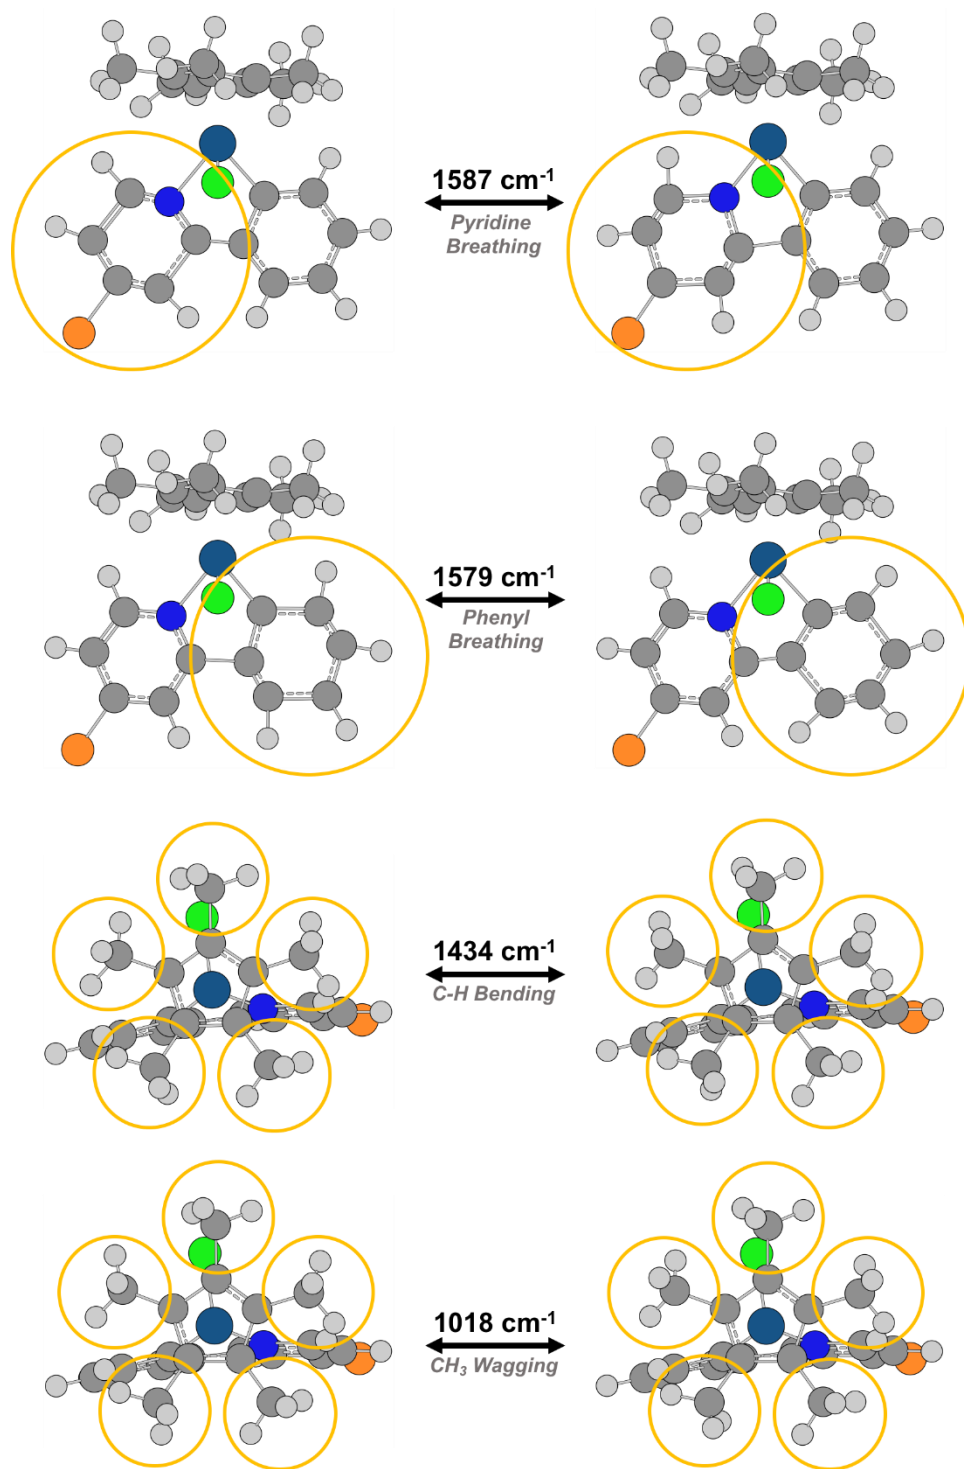 1587 cm⁻¹
Pyridine
Breathing
1579 cm⁻¹
Phenyl
Breathing
1434 cm⁻¹
C-H Bending
1018 cm⁻¹
CH₃ Wagging